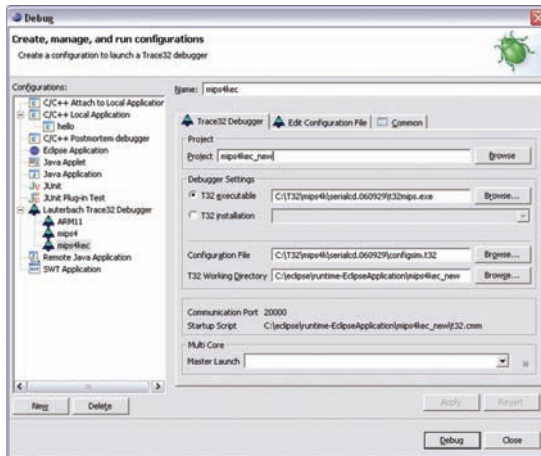 Debug
Create, manage, and run configurations
Create a configuration to launch a Trace32 debugger
Configurations:
C/C++ Attach to Local Application
C/C++ Local Application
hello
C/C++ Postmortem debugger
Eclipse Application
Java Applet
Java Application
JUnit
JUnit Plug-in Test
Lauterbach Trace32 Debugger
ARM11
mips4
mips4kec
Remote Java Application
SWT Application
New
Delete
Name: mips4kec
Trace32 Debugger
Edit Configuration File
Common
Project
Project mips4kec_new
Browse
Debugger Settings
T32 executable C:\T32\mips4k\serialcd.060929\t32mips.exe Browse...
T32 installation
Configuration File C:\T32\mips4k\serialcd.060929\configsim.t32 Browse...
T32 Working Directory C:\eclipse\runtime-EclipseApplication\mips4kec_new Browse...
Communication Port 20000
Startup Script C:\eclipse\runtime-EclipseApplication\mips4kec_new\t32.cmm
Multi Core
Master Launch
Apply
Revert
Debug
Close